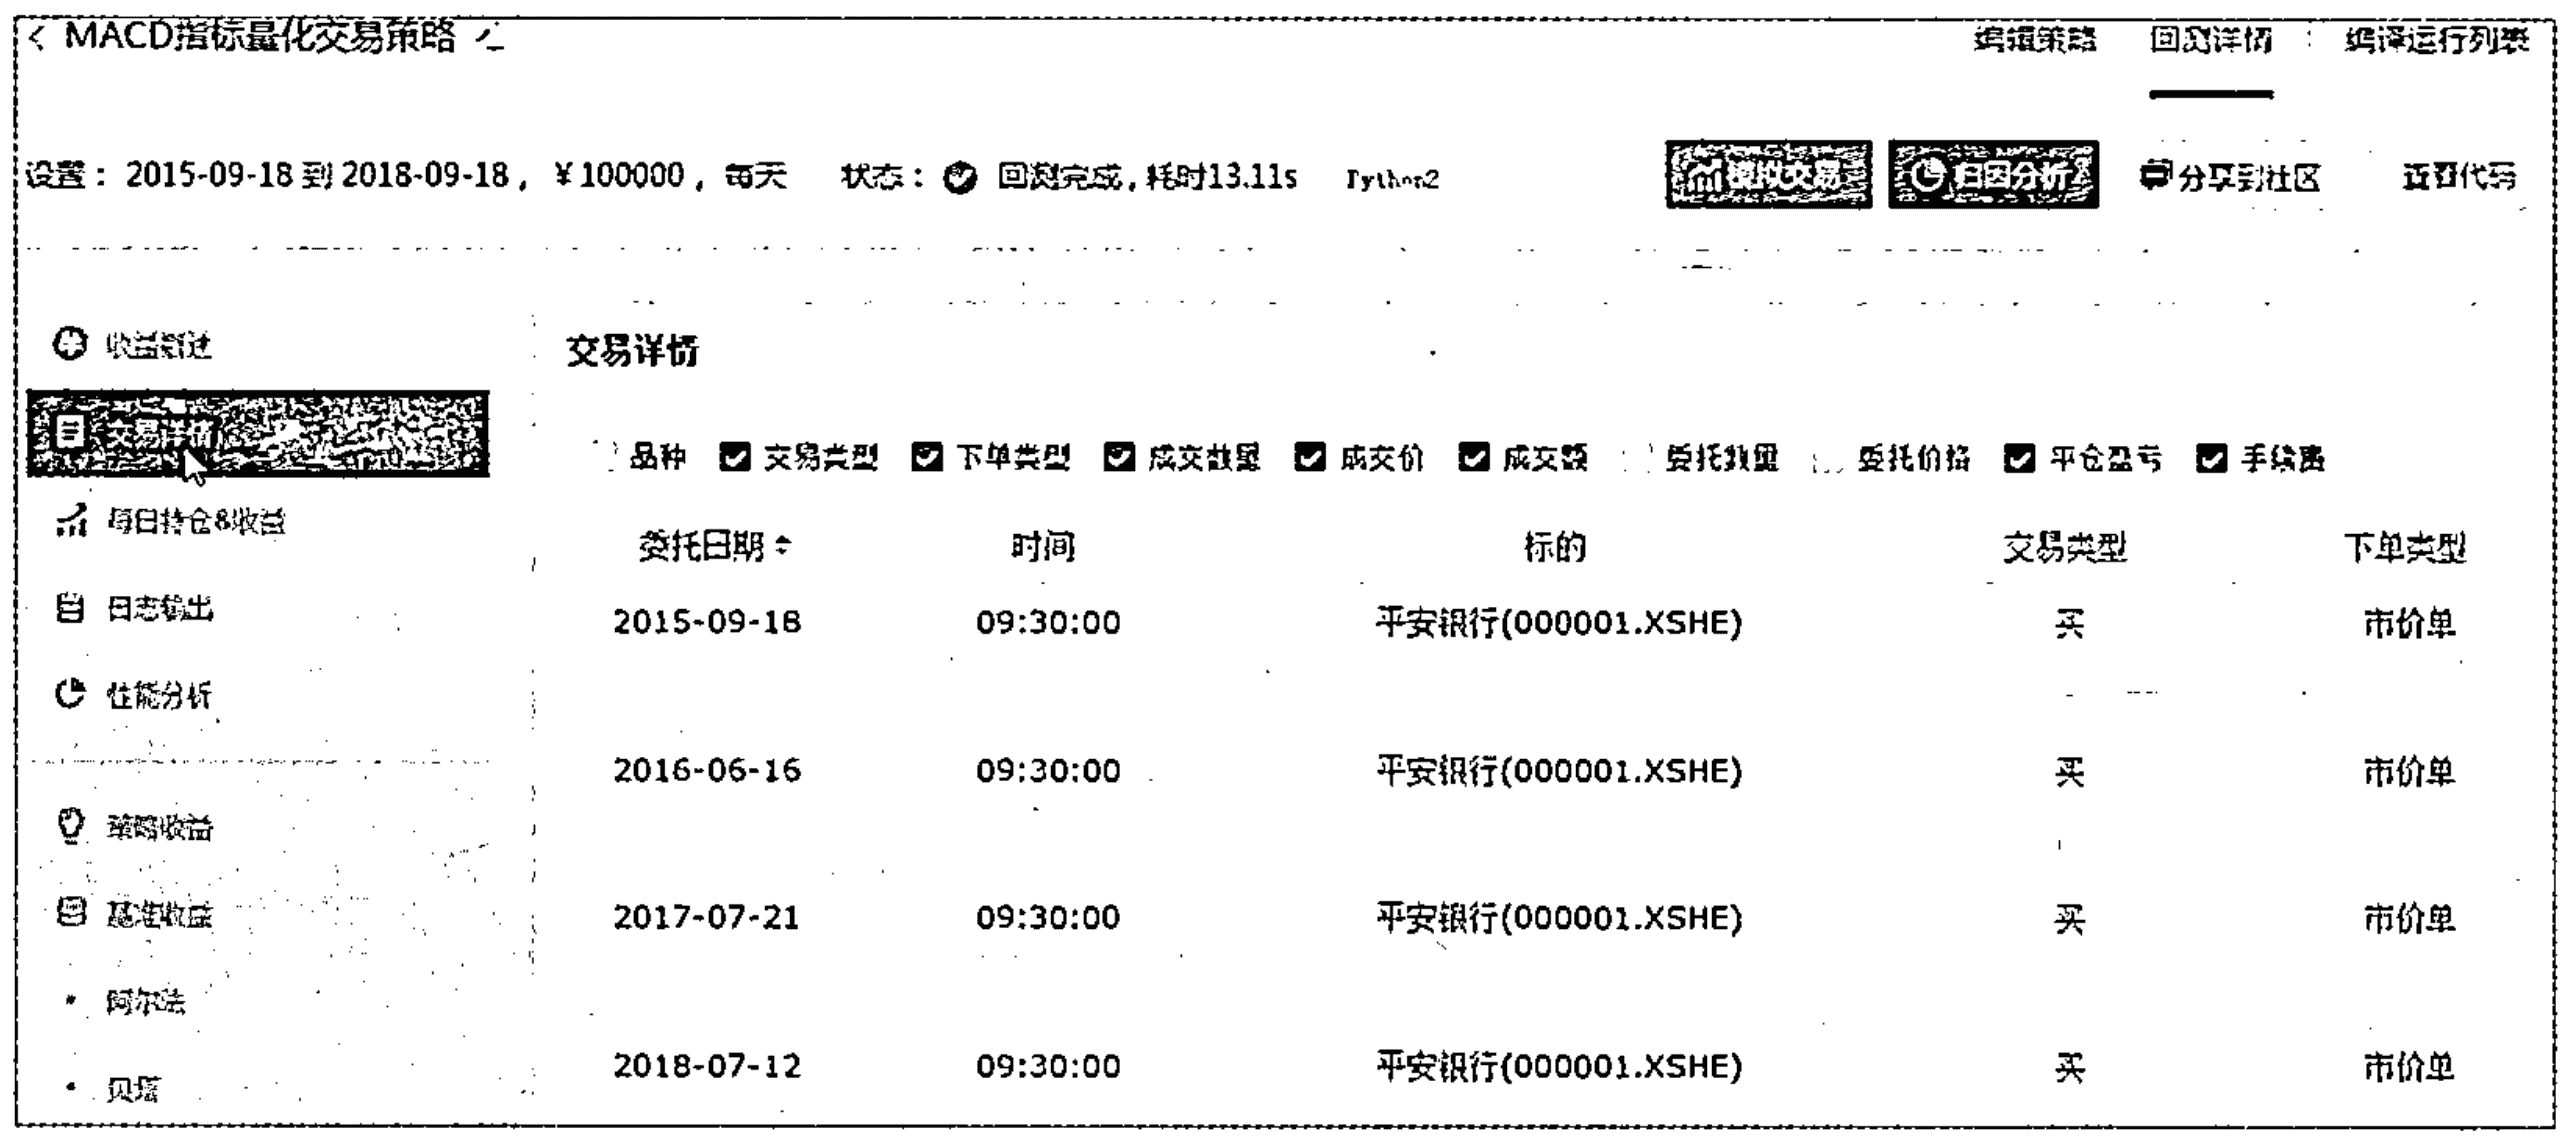 MACD指标量化交易策略
编辑策略 回测详情 编译运行列表
设置：2015-09-18 到 2018-09-18，￥100000，每天 状态：回测完成，耗时13.11s Python2 模拟交易 归因分析 分享到社区 查看代码
收益概述
交易详情
每日持仓&收益
日志输出
性能分析
策略收益
基准收益
阿尔法
贝塔
交易详情
品种 交易类型 下单类型 成交数量 成交价 成交额 委托数量 委托价格 平仓盈亏 手续费
委托日期 时间 标的 交易类型 下单类型
2015-09-18 09:30:00 平安银行(000001.XSHE) 买 市价单
2016-06-16 09:30:00 平安银行(000001.XSHE) 买 市价单
2017-07-21 09:30:00 平安银行(000001.XSHE) 买 市价单
2018-07-12 09:30:00 平安银行(000001.XSHE) 买 市价单